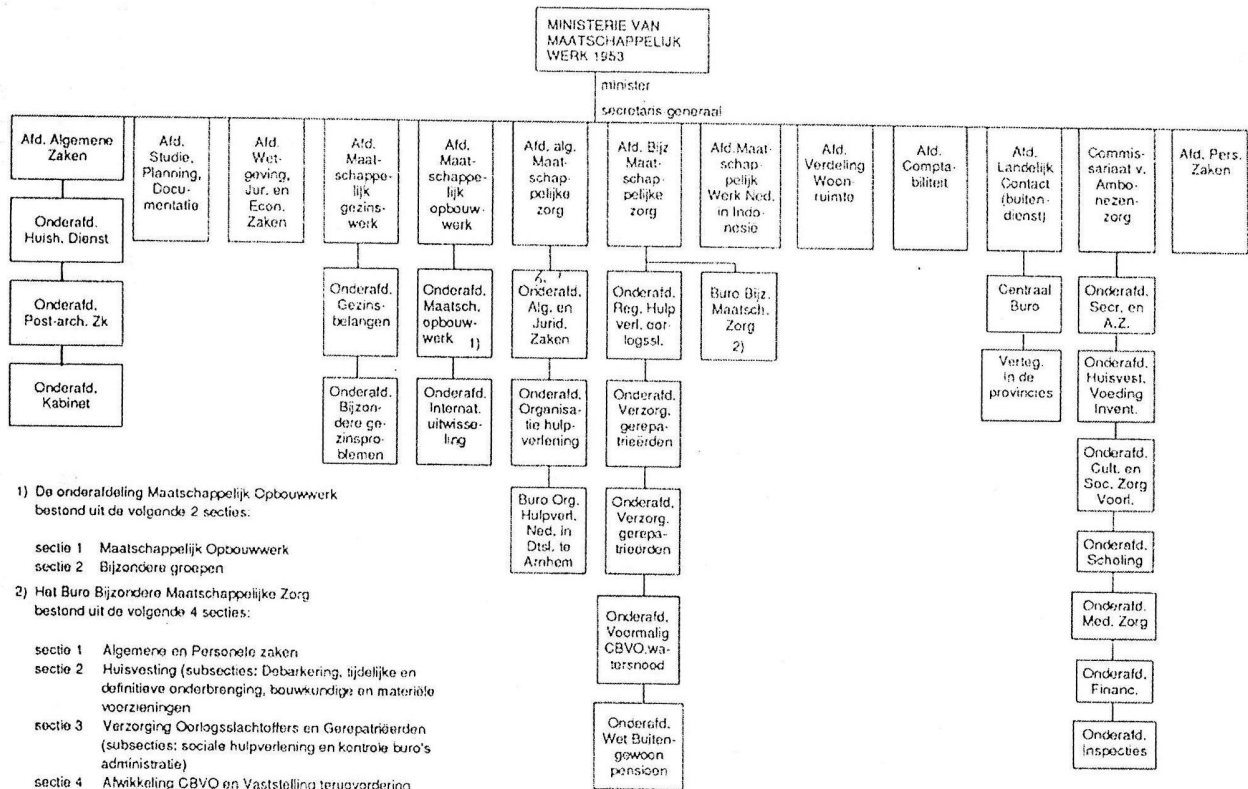 MINISTERIE VAN
MAATSCHAPPELIJK
WERK 1953
minister
secretaris generaal
Afd. Algemene
Zaken
Onderafd.
Huish. Dienst
Onderafd.
Post-arch. Zk
Onderafd.
Kabinet
Afd.
Studie,
Planning,
Docu-
mentatie
Afd.
Wet-
geving,
Jur. en
Econ.
Zaken
Afd.
Maat-
schappe-
lijk
gezins-
werk
Onderafd.
Gezins-
belangen
Onderafd.
Bijzon-
dere ge-
zinspro-
blemen
Afd.
Maat-
schappe-
lijk
opbouw-
werk
Onderafd.
Maatsch.
opbouw-
werk 1)
Onderafd.
Internat.
uitwisse-
ling
Afd. alg.
Maat-
schap-
pelijke
zorg
Onderafd.
Alg. en
Jurid.
Zaken
Onderafd.
Organisa-
tie hulp-
verlening
Buro Org.
Hulpverl.
Ned. in
Dtsl. te
Arnhem
Afd. Bijz
Maat-
schap-
pelijke
zorg
Onderafd.
Reg. Hulp
verl. oor-
logssl.
Onderafd.
Verzorg.
gerepa-
trieërden
Onderafd.
Verzorg.
gerepa-
trieërden
Onderafd.
Voormalig
CBVO,wa-
tersnood
Onderafd.
Wet Buiten-
gewoon
pensioen
Buro Bijz.
Maatsch.
Zorg
2)
Afd.Maat-
schap-
pelijk
Werk Ned.
in Indo-
nesië
Afd.
Verdeling
Woon-
ruimte
Afd.
Compta-
biliteit
Afd.
Landelijk
Contact
(buiten-
dienst)
Centraal
Buro
Verteg.
in de
provincies
Commis-
sariaat v.
Ambo-
nezen-
zorg
Onderafd.
Secr. en
A.Z.
Onderafd.
Huisvest.
Voeding
Invent.
Onderafd.
Cult. en
Soc. Zorg
Voorl.
Onderafd.
Scholing
Onderafd.
Med. Zorg
Onderafd.
Financ.
Onderafd.
Inspecties
Afd. Pers.
Zaken
1) De onderafdeling Maatschappelijk Opbouwwerk
bestond uit de volgende 2 secties:
sectie 1 Maatschappelijk Opbouwwerk
sectie 2 Bijzondere groepen
2) Het Buro Bijzondere Maatschappelijke Zorg
bestond uit de volgende 4 secties:
sectie 1 Algemene en Personele zaken
sectie 2 Huisvesting (subsecties: Debarkering, tijdelijke en
definitieve onderbrenging, bouwkundige en materiële
voorzieningen
sectie 3 Verzorging Oorlogsslachtoffers en Gerepatriëerden
(subsecties: sociale hulpverlening en kontrole buro's
administratie)
sectie 4 Afwikkeling CBVO en Vaststelling terugvordering